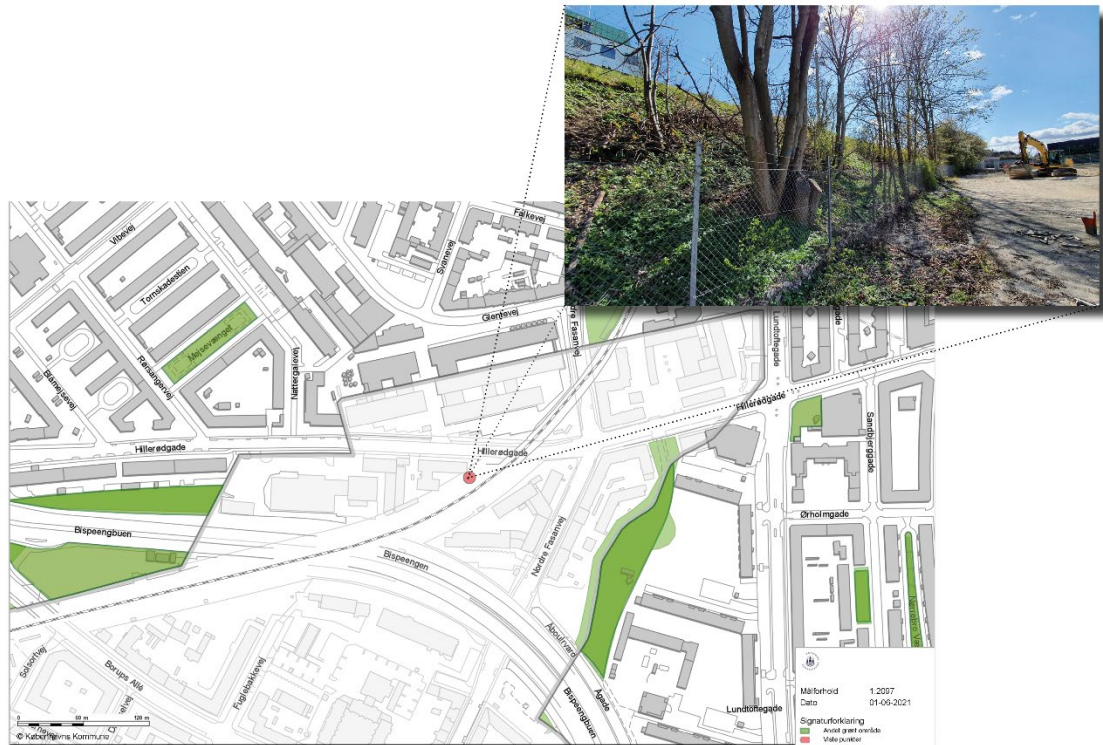 Falkevej
Svanevej
Vibevej
Tornskadestien
Glentevej
Nordre Fasanvej
Lundtoftegade
Mejsevænget
Rørsangervej
Nattergalevej
Blåmejsevej
Hillerødgade
Hillerødgade
Hillerødgade
Sandbjerggade
Bispeengbuen
Ørholmgade
Bispeengen
Nordre Fasanvej
Åboulvard
Ågade
Bispeengbuen
Lundtoftegade
Solsortvej
Borups Allé
Fuglebakkevej
0 60 m 120 m
© Københavns Kommune
Målforhold 1:2097
Dato 01-06-2021
Signaturforklaring
Andet grønt område
Viste punkter